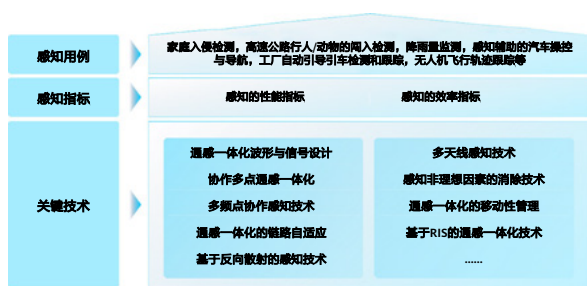 感知用例
家庭入侵检测，高速公路行人/动物的闯入检测，降雨量监测，感知辅助的汽车操控
与导航，工厂自动引导引车检测和跟踪，无人机飞行轨迹跟踪等
感知指标
感知的性能指标
感知的效率指标
关键技术
通感一体化波形与信号设计
协作多点通感一体化
多频点协作感知技术
通感一体化的链路自适应
基于反向散射的感知技术
多天线感知技术
感知非理想因素的消除技术
通感一体化的移动性管理
基于RIS的通感一体化技术
……